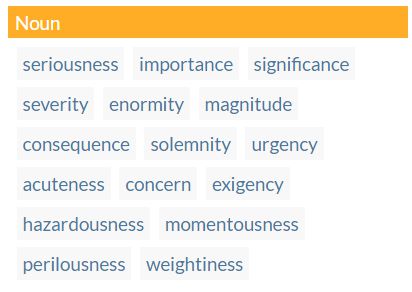 Noun
seriousness importance significance
severity enormity magnitude
consequence solemnity urgency
acuteness concern exigency
hazardousness momentousness
perilousness weightiness